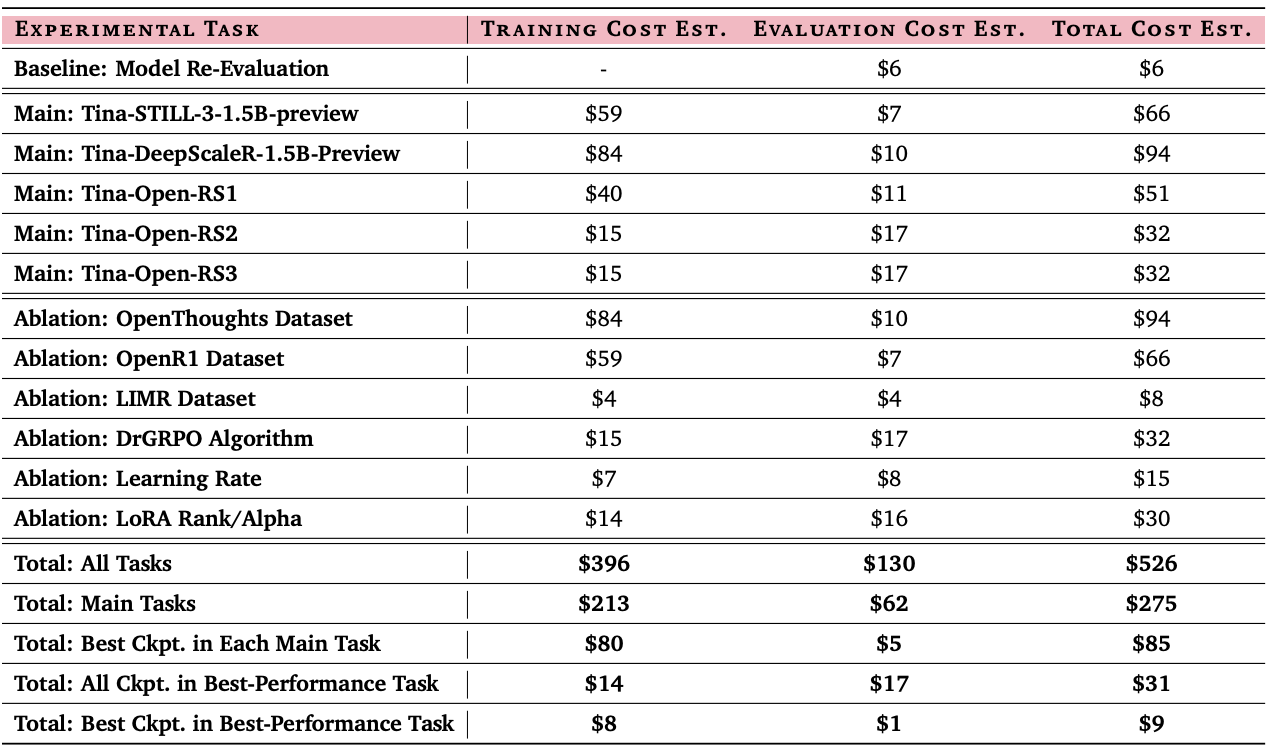 EXPERIMENTAL TASK TRAINING COST EST. EVALUATION COST EST. TOTAL COST EST.
Baseline: Model Re-Evaluation - $6 $6
Main: Tina-STILL-3-1.5B-preview $59 $7 $66
Main: Tina-DeepScaleR-1.5B-Preview $84 $10 $94
Main: Tina-Open-RS1 $40 $11 $51
Main: Tina-Open-RS2 $15 $17 $32
Main: Tina-Open-RS3 $15 $17 $32
Ablation: OpenThoughts Dataset $84 $10 $94
Ablation: OpenR1 Dataset $59 $7 $66
Ablation: LIMR Dataset $4 $4 $8
Ablation: DrGRPO Algorithm $15 $17 $32
Ablation: Learning Rate $7 $8 $15
Ablation: LoRA Rank/Alpha $14 $16 $30
Total: All Tasks $396 $130 $526
Total: Main Tasks $213 $62 $275
Total: Best Ckpt. in Each Main Task $80 $5 $85
Total: All Ckpt. in Best-Performance Task $14 $17 $31
Total: Best Ckpt. in Best-Performance Task $8 $1 $9